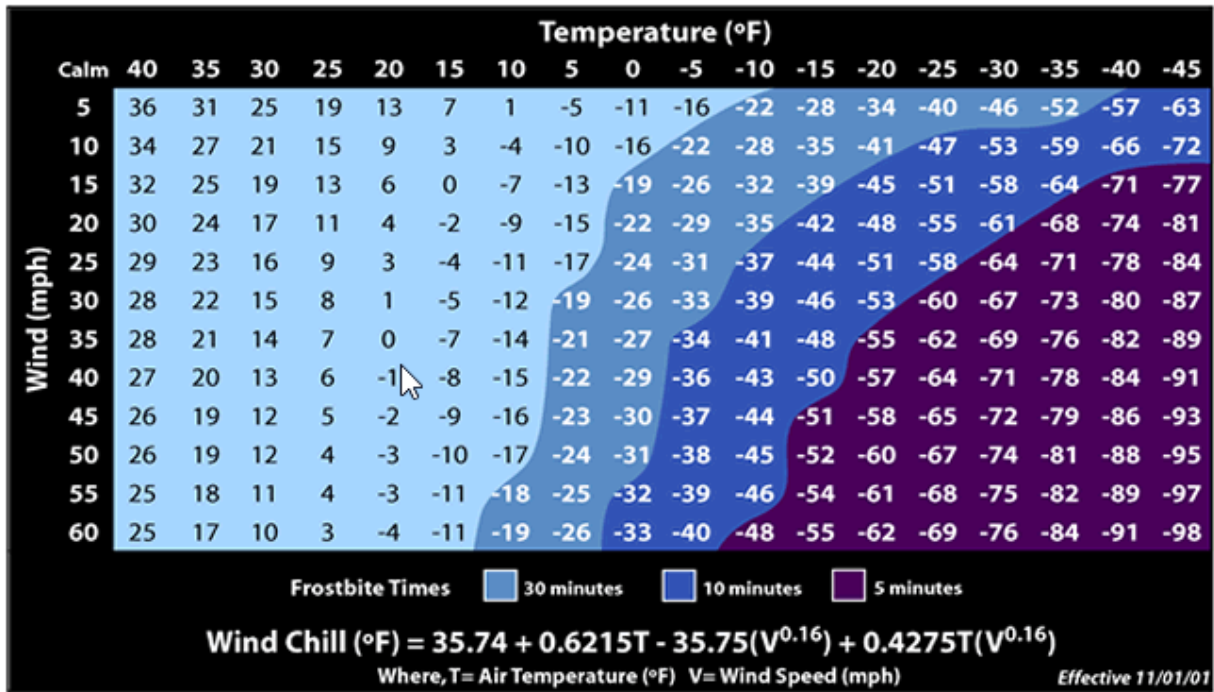 Temperature (ºF)
Calm 40 35 30 25 20 15 10 5 0 -5 -10 -15 -20 -25 -30 -35 -40 -45
5 36 31 25 19 13 7 1 -5 -11 -16 -22 -28 -34 -40 -46 -52 -57 -63
10 34 27 21 15 9 3 -4 -10 -16 -22 -28 -35 -41 -47 -53 -59 -66 -72
15 32 25 19 13 6 0 -7 -13 -19 -26 -32 -39 -45 -51 -58 -64 -71 -77
20 30 24 17 11 4 -2 -9 -15 -22 -29 -35 -42 -48 -55 -61 -68 -74 -81
25 29 23 16 9 3 -4 -11 -17 -24 -31 -37 -44 -51 -58 -64 -71 -78 -84
30 28 22 15 8 1 -5 -12 -19 -26 -33 -39 -46 -53 -60 -67 -73 -80 -87
35 28 21 14 7 0 -7 -14 -21 -27 -34 -41 -48 -55 -62 -69 -76 -82 -89
40 27 20 13 6 -1 -8 -15 -22 -29 -36 -43 -50 -57 -64 -71 -78 -84 -91
45 26 19 12 5 -2 -9 -16 -23 -30 -37 -44 -51 -58 -65 -72 -79 -86 -93
50 26 19 12 4 -3 -10 -17 -24 -31 -38 -45 -52 -60 -67 -74 -81 -88 -95
55 25 18 11 4 -3 -11 -18 -25 -32 -39 -46 -54 -61 -68 -75 -82 -89 -97
60 25 17 10 3 -4 -11 -19 -26 -33 -40 -48 -55 -62 -69 -76 -84 -91 -98
Wind (mph)
Frostbite Times 30 minutes 10 minutes 5 minutes
Wind Chill (ºF) = 35.74 + 0.6215T - 35.75(V^0.16) + 0.4275T(V^0.16)
Where, T= Air Temperature (ºF) V= Wind Speed (mph) Effective 11/01/01